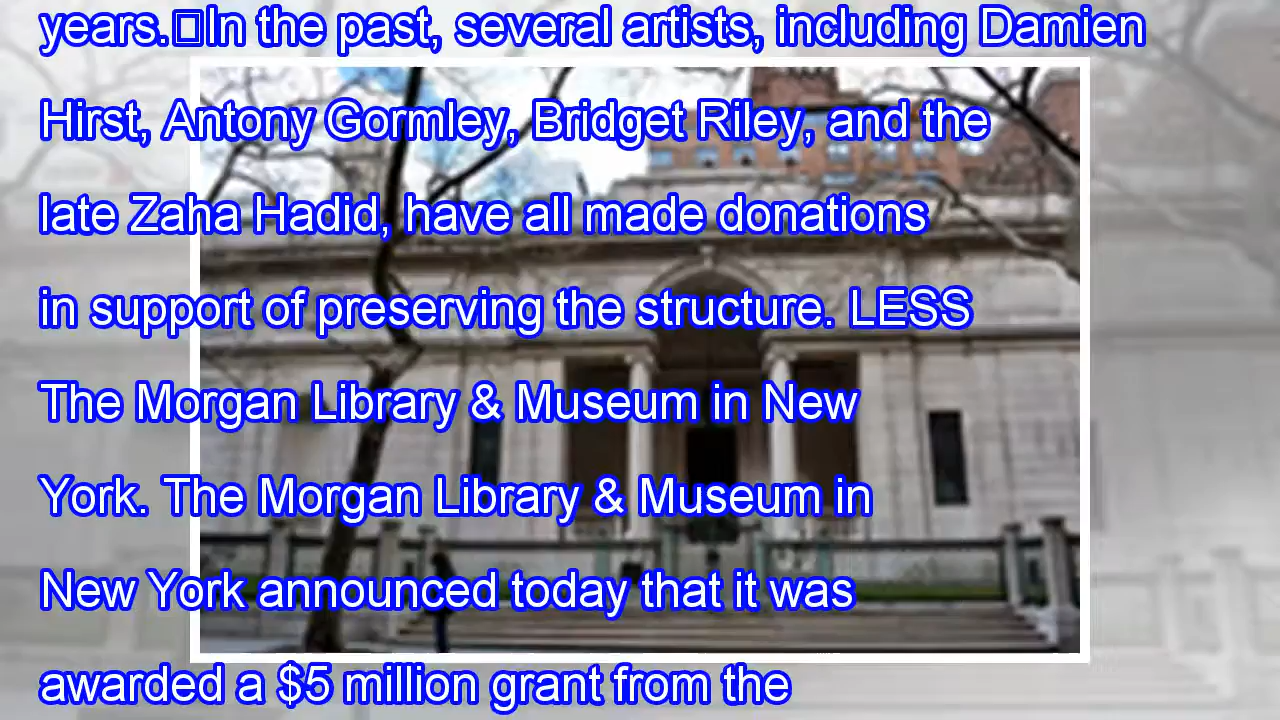 years.□In the past, several artists, including Damien
Hirst, Antony Gormley, Bridget Riley, and the
late Zaha Hadid, have all made donations
in support of preserving the structure. LESS
The Morgan Library & Museum in New
York. The Morgan Library & Museum in
New York announced today that it was
awarded a $5 million grant from the